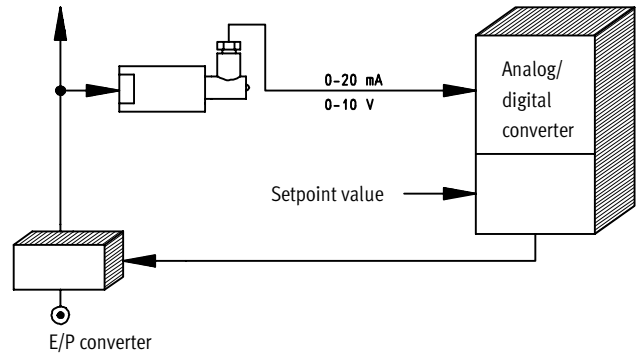 0-20 mA
0-10 V
Analog/
digital
converter
Setpoint value
E/P converter